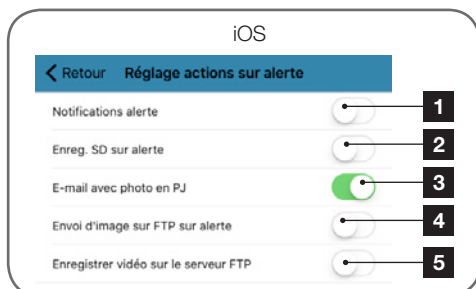 iOS
Retour Réglage actions sur alerte
Notifications alerte 1
Enreg. SD sur alerte 2
E-mail avec photo en PJ 3
Envoi d'image sur FTP sur alerte 4
Enregistrer vidéo sur le serveur FTP 5